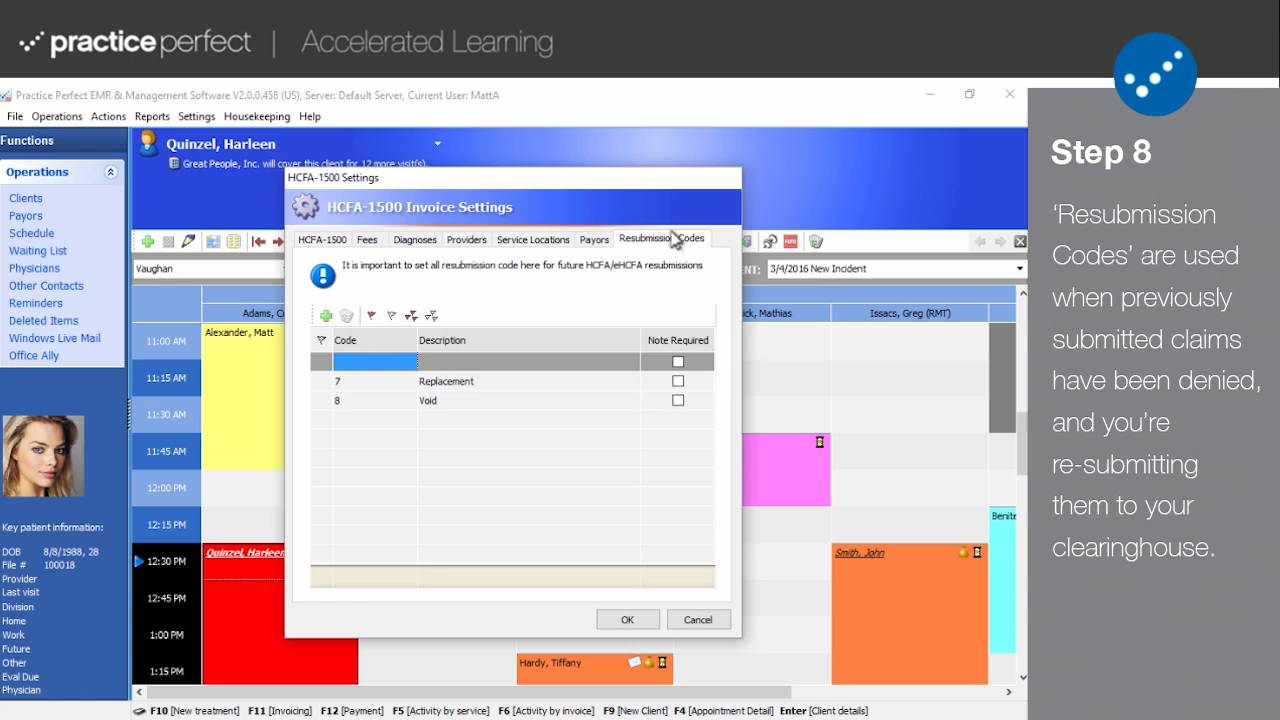 practiceperfect | Accelerated Learning
Practice Perfect EMR & Management Software V2.0.0.458 (US), Server: Default Server, Current User: MattA
File Operations Actions Reports Settings Housekeeping Help
Functions
Operations
Clients
Payors
Schedule
Waiting List
Physicians
Other Contacts
Reminders
Deleted Items
Windows Live Mail
Office Ally
Key patient information:
DOB 8/8/1988, 28
File # 100018
Provider
Last visit
Division
Home
Work
Future
Other
Eval Due
Physician
Quinzel, Harleen
Great People, Inc. will cover this client for 12 more visit(s).
Vaughan
3/4/2016 New Incident
Adams, C
ck, Mathias
Issacs, Greg (RMT)
Alexander, Matt
11:00 AM
11:15 AM
11:30 AM
11:45 AM
12:00 PM
12:15 PM
12:30 PM
12:45 PM
1:00 PM
1:15 PM
Quinzel, Harleen
Hardy, Tiffany
Smith, John
Benite
HCFA-1500 Settings
HCFA-1500 Invoice Settings
HCFA-1500 Fees Diagnoses Providers Service Locations Payors Resubmission Codes
It is important to set all resubmission code here for future HCFA/eHCFA resubmissions
Code Description Note Required
7 Replacement
8 Void
OK Cancel
F10 [New treatment] F11 [Invoicing] F12 [Payment] F5 [Activity by service] F6 [Activity by invoice] F9 [New Client] F4 [Appointment Detail] Enter [Client details]
Step 8
‘Resubmission
Codes’ are used
when previously
submitted claims
have been denied,
and you’re
re-submitting
them to your
clearinghouse.